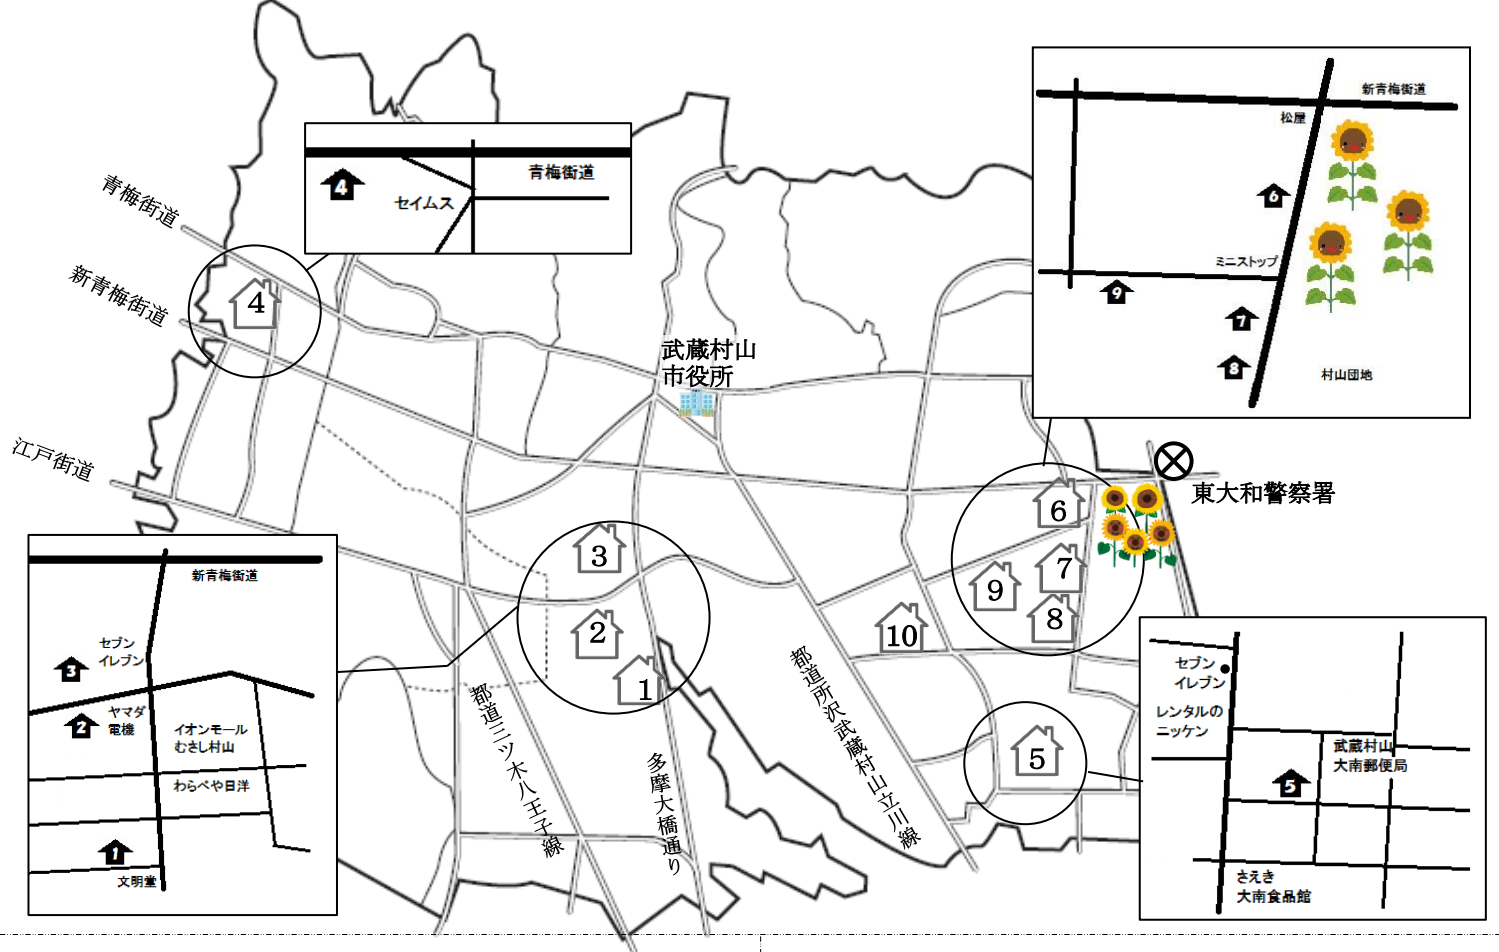 青梅街道
新青梅街道
江戸街道
4
青梅街道
セイムス
4
武蔵村山
市役所
新青梅街道
松屋
6
ミニストップ
9
7
8
村山団地
東大和警察署
6
7
9
8
10
3
2
1
5
新青梅街道
セブン
イレブン
3
2
ヤマダ
電機
イオンモール
むさし村山
わらべや日洋
1
文明堂
都道三ツ木八王子線
多摩大橋通り
都道所沢武蔵村山立川線
セブン
イレブン
レンタルの
ニッケン
武蔵村山
大南郵便局
5
さえき
大南食品館